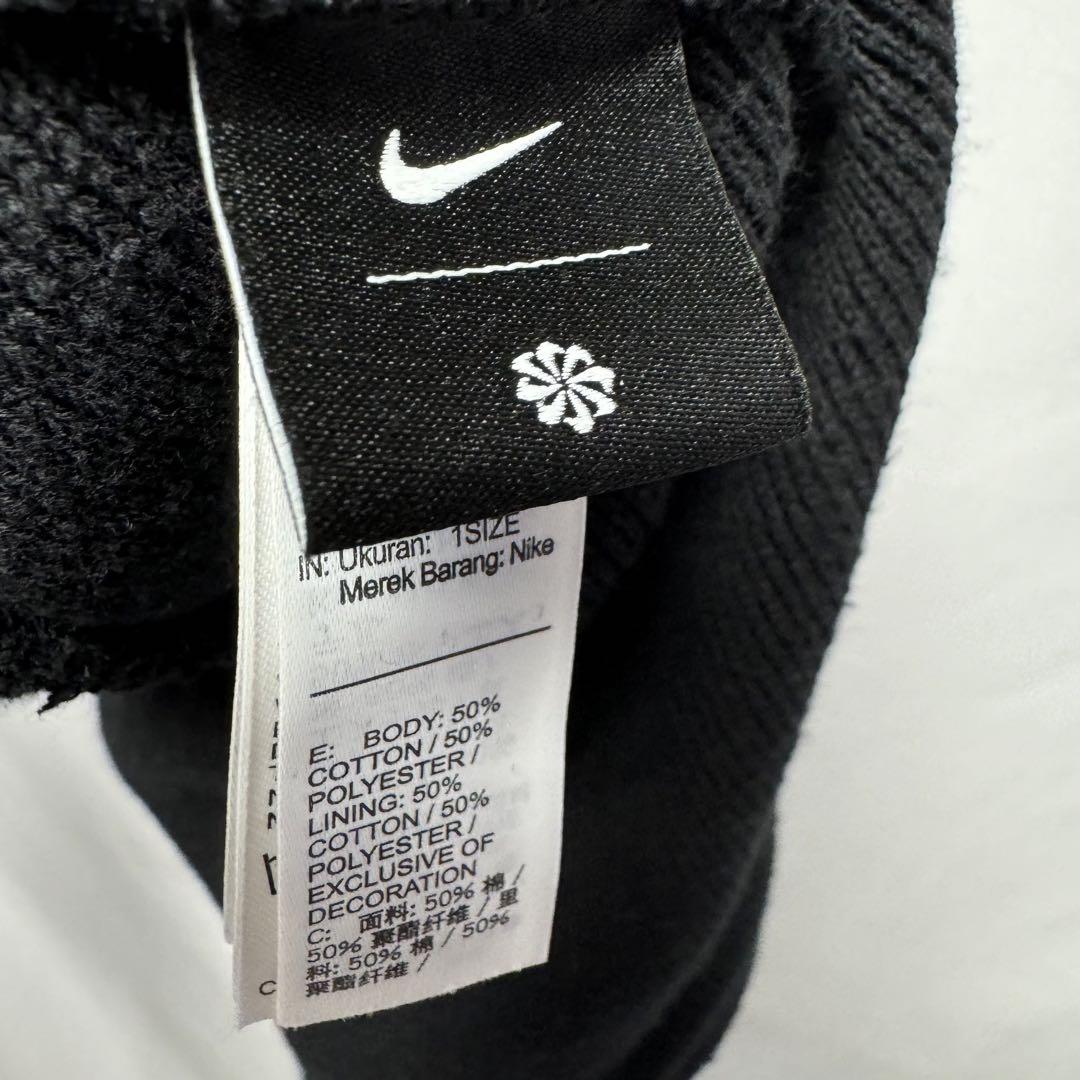 IN: Ukuran: 1SIZE
Merek Barang: Nike
E: BODY: 50%
COTTON / 50%
POLYESTER /
LINING: 50%
COTTON / 50%
POLYESTER /
EXCLUSIVE OF
DECORATION
C: 面料: 50% 棉 /
50% 聚酯纤维 / 里
料: 50% 棉 / 50%
聚酯纤维 /